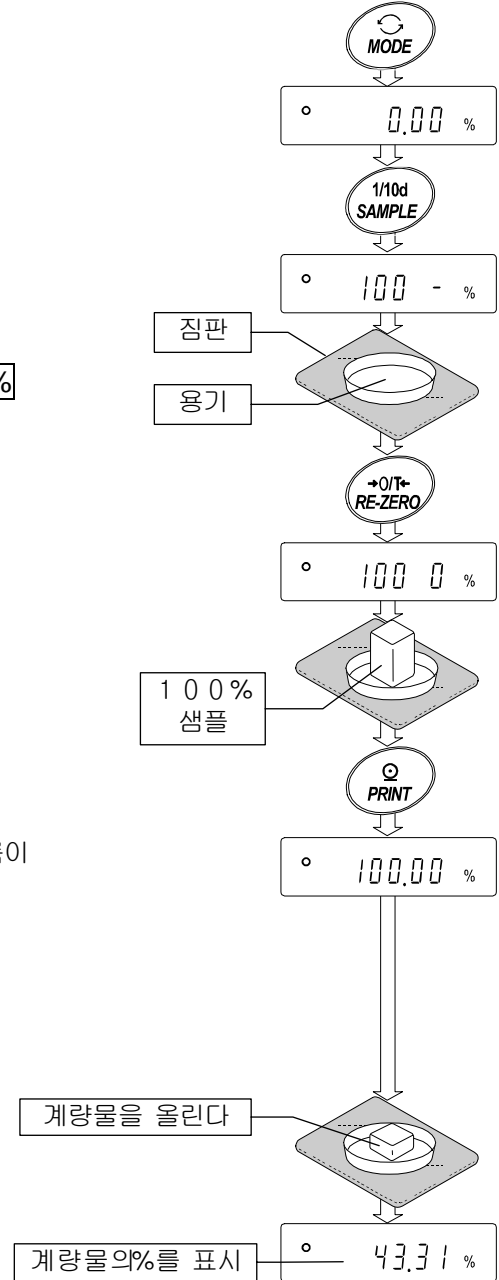 MODE
0.00 %
1/10d
SAMPLE
100 - %
짐판
%
용기
→0/T←
RE-ZERO
100 0 %
１００%
샘플
PRINT
100.00 %
이
계량물을 올린다
계량물의%를 표시
43.31 %